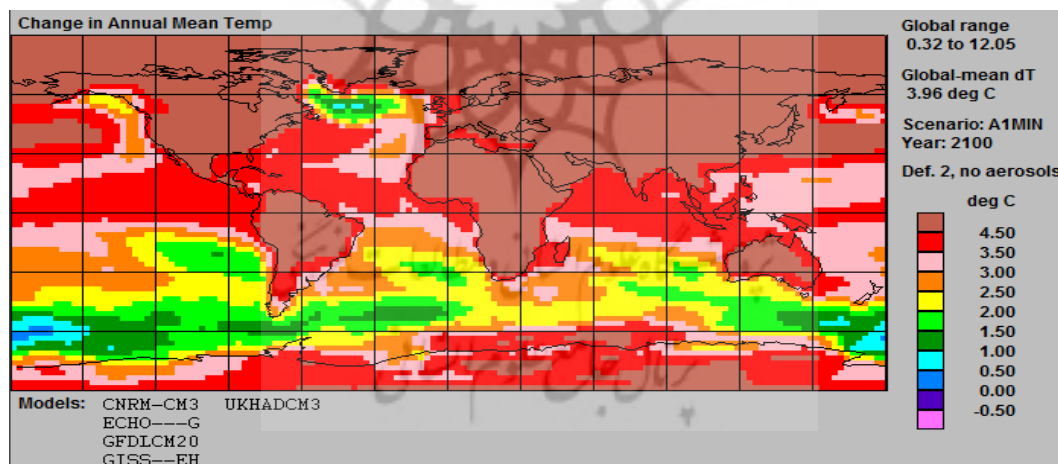 Change in Annual Mean Temp
Global range
0.32 to 12.05
Global-mean dT
3.96 deg C
Scenario: A1MIN
Year: 2100
Def. 2, no aerosols
deg C
4.50
3.50
3.00
2.50
2.00
1.50
1.00
0.50
0.00
-0.50
Models: CNRM-CM3 UKHADCM3
ECHO---G
GFDLCM20
GISS--EH